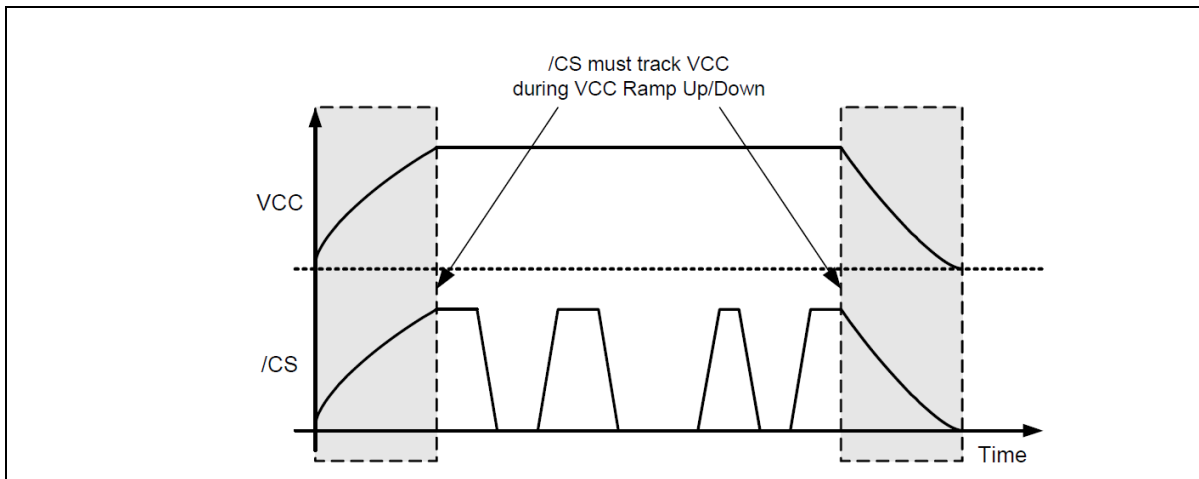 /CS must track VCC
during VCC Ramp Up/Down
VCC
/CS
Time